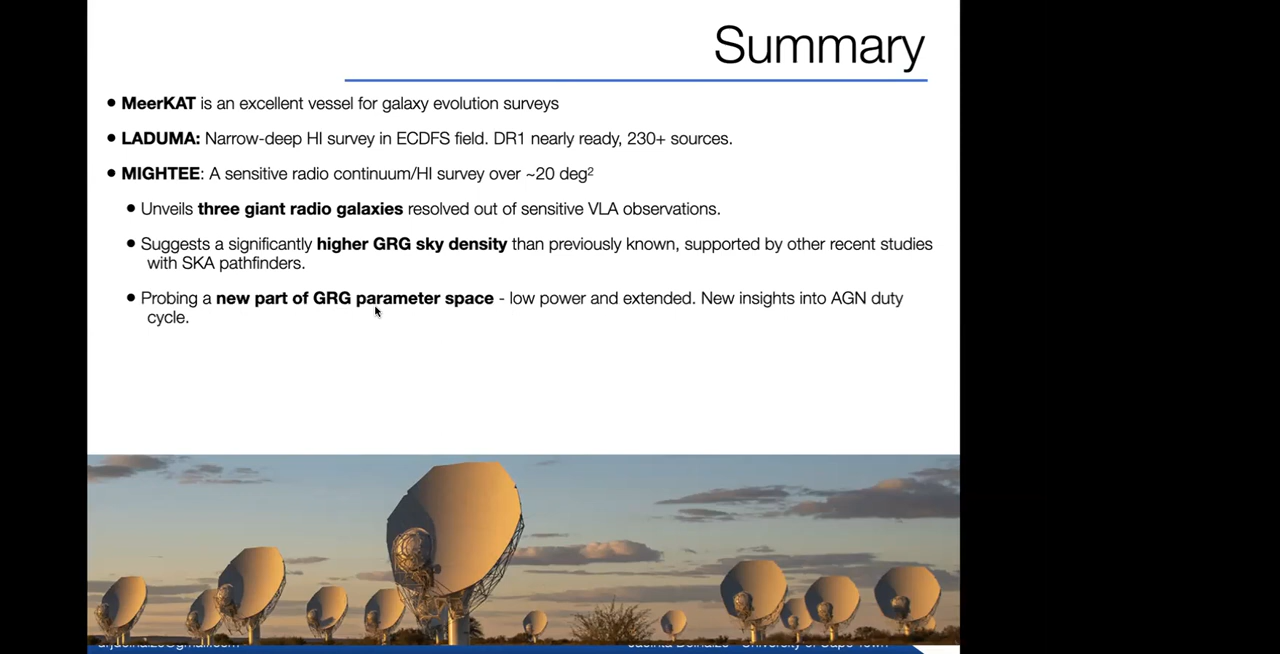 Summary
• MeerKAT is an excellent vessel for galaxy evolution surveys
• LADUMA: Narrow-deep HI survey in ECDFS field. DR1 nearly ready, 230+ sources.
• MIGHTEE: A sensitive radio continuum/HI survey over ~20 deg²
• Unveils three giant radio galaxies resolved out of sensitive VLA observations.
• Suggests a significantly higher GRG sky density than previously known, supported by other recent studies
with SKA pathfinders.
• Probing a new part of GRG parameter space - low power and extended. New insights into AGN duty
cycle.